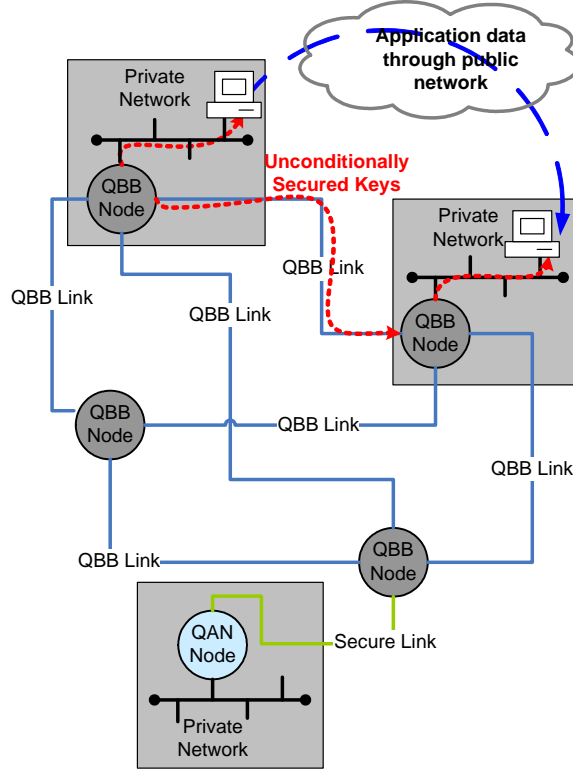 Application data
through public
network
Private
Network
QBB
Node
Unconditionally
Secured Keys
Private
Network
QBB Link
QBB Link
QBB Link
QBB
Node
QBB
Node
QBB Link
QBB Link
QBB Link
QBB
Node
QAN
Node
Secure Link
Private
Network